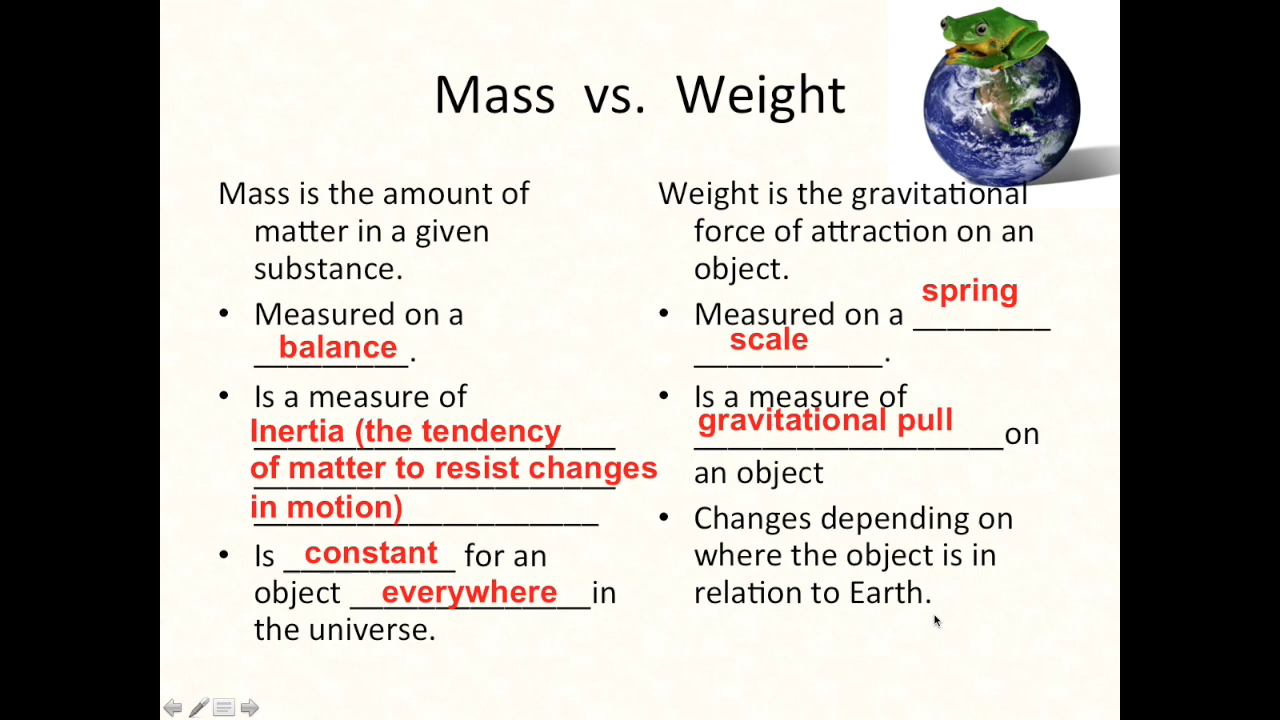 Mass vs. Weight
Mass is the amount of
matter in a given
substance.
• Measured on a
balance.
• Is a measure of
Inertia (the tendency
of matter to resist changes
in motion)
• Is constant for an
object everywhere in
the universe.
Weight is the gravitational
force of attraction on an
object.
• Measured on a spring
scale.
• Is a measure of
gravitational pull on
an object
• Changes depending on
where the object is in
relation to Earth.